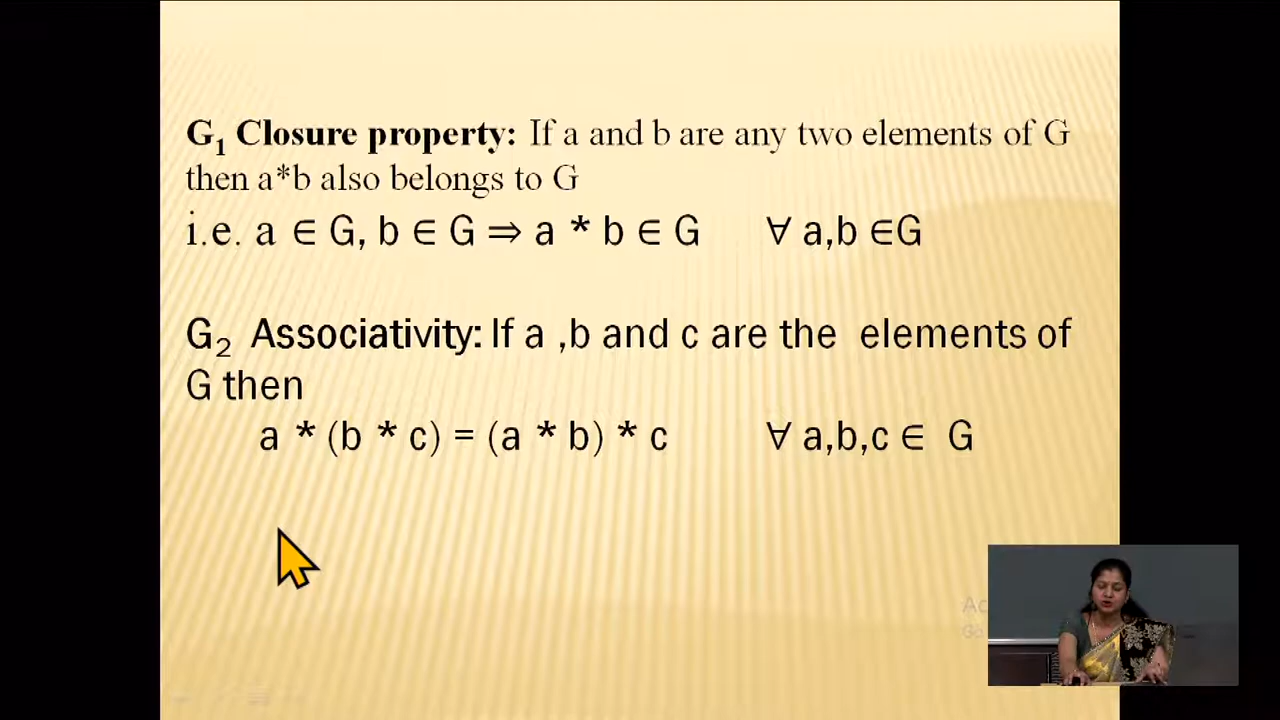 G₁ Closure property: If a and b are any two elements of G
then a*b also belongs to G
i.e. a ∈ G, b ∈ G ⇒ a * b ∈ G ∀ a,b ∈G
G₂ Associativity: If a ,b and c are the elements of
G then
a * (b * c) = (a * b) * c ∀ a,b,c ∈ G